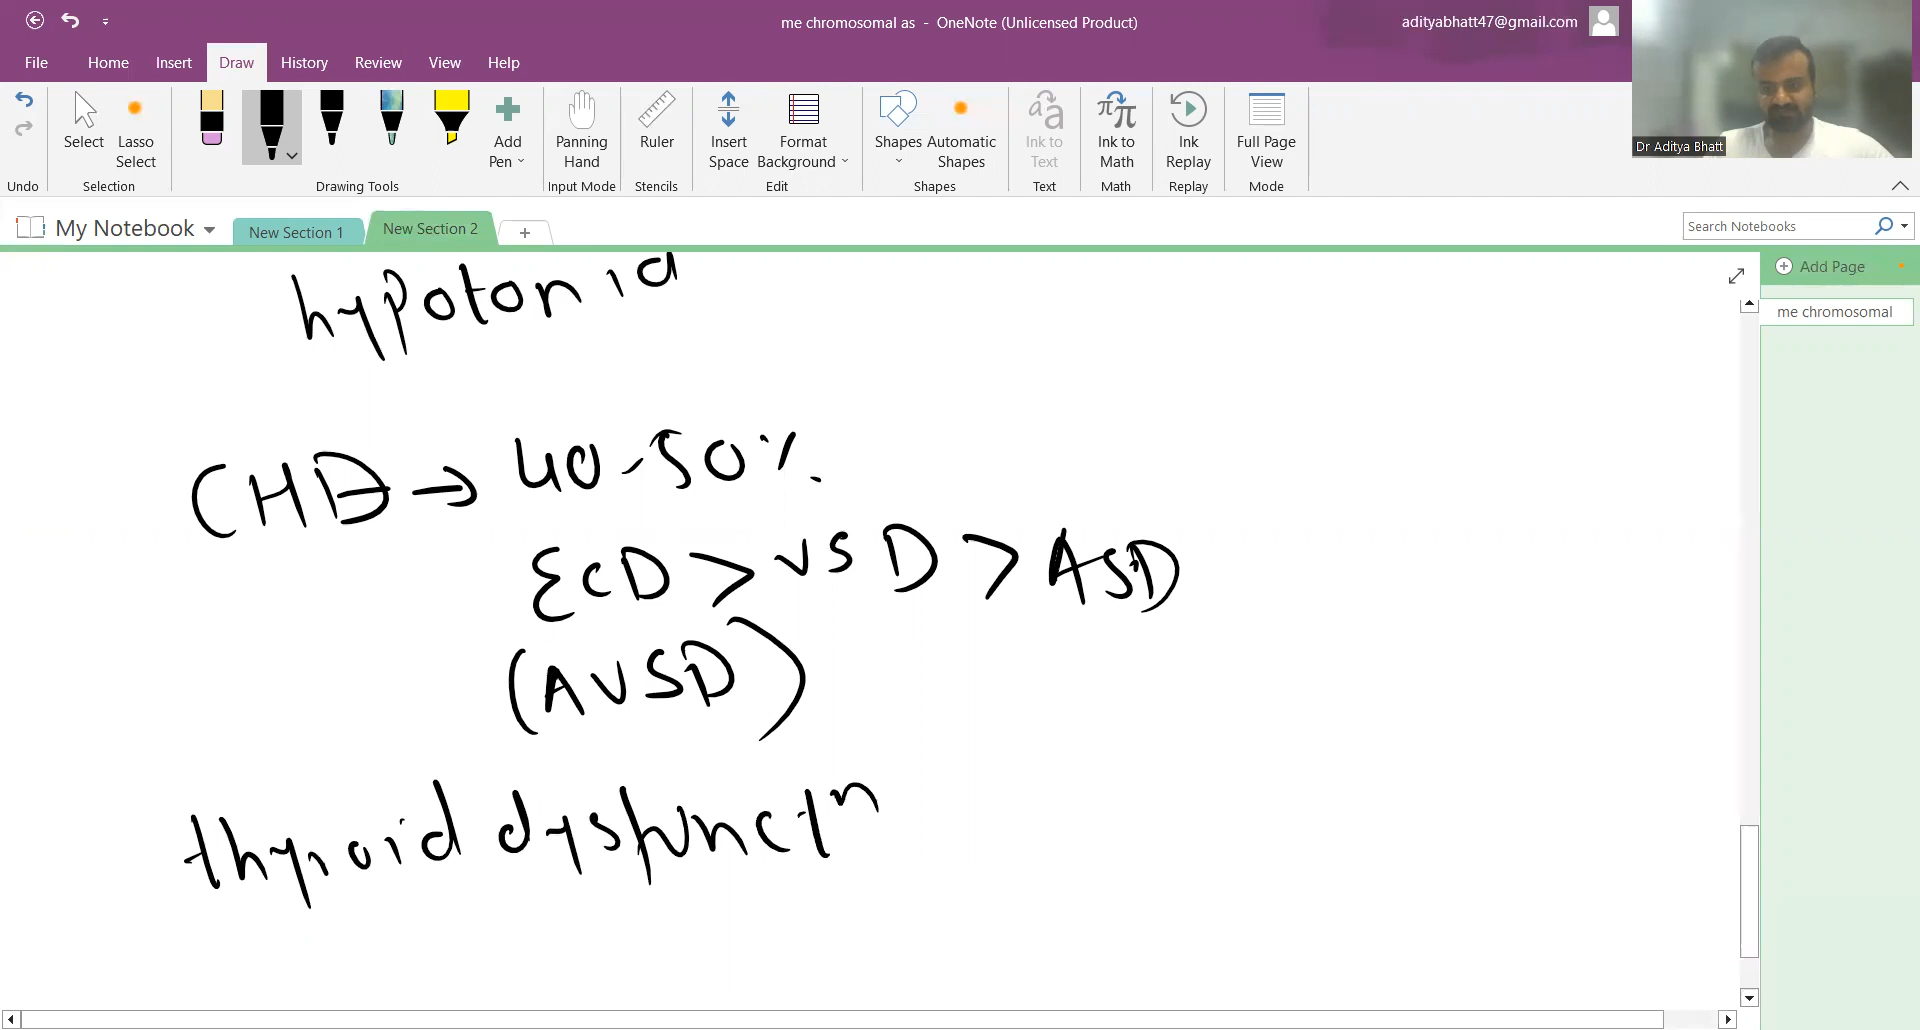 me chromosomal as - OneNote (Unlicensed Product)
adityabhatt47@gmail.com
File Home Insert Draw History Review View Help
Select
Lasso Select
Add Pen
Panning Hand
Ruler
Insert Space
Format Background
Shapes
Automatic Shapes
Ink to Text
Ink to Math
Ink Replay
Full Page View
Undo Selection Drawing Tools Input Mode Stencils Edit Shapes Text Math Replay Mode
Dr Aditya Bhatt
My Notebook New Section 1 New Section 2
Search Notebooks
Add Page
me chromosomal
hypotonia
CHD → 40-50%.
ECD > VSD > ASD
(AVSD)
thyroid dysfunctn